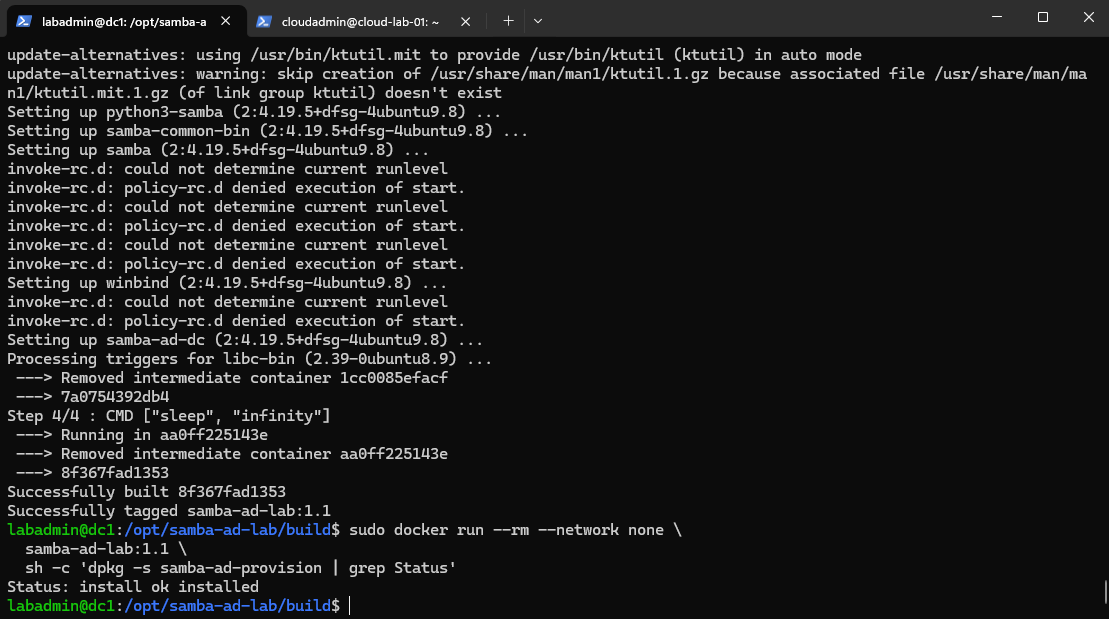 labadmin@dc1: /opt/samba-a
cloudadmin@cloud-lab-01: ~
update-alternatives: using /usr/bin/ktutil.mit to provide /usr/bin/ktutil (ktutil) in auto mode
update-alternatives: warning: skip creation of /usr/share/man/man1/ktutil.1.gz because associated file /usr/share/man/ma
n1/ktutil.mit.1.gz (of link group ktutil) doesn't exist
Setting up python3-samba (2:4.19.5+dfsg-4ubuntu9.8) ...
Setting up samba-common-bin (2:4.19.5+dfsg-4ubuntu9.8) ...
Setting up samba (2:4.19.5+dfsg-4ubuntu9.8) ...
invoke-rc.d: could not determine current runlevel
invoke-rc.d: policy-rc.d denied execution of start.
invoke-rc.d: could not determine current runlevel
invoke-rc.d: policy-rc.d denied execution of start.
invoke-rc.d: could not determine current runlevel
invoke-rc.d: policy-rc.d denied execution of start.
Setting up winbind (2:4.19.5+dfsg-4ubuntu9.8) ...
invoke-rc.d: could not determine current runlevel
invoke-rc.d: policy-rc.d denied execution of start.
Setting up samba-ad-dc (2:4.19.5+dfsg-4ubuntu9.8) ...
Processing triggers for libc-bin (2.39-0ubuntu8.9) ...
 ---> Removed intermediate container 1cc0085efacf
 ---> 7a0754392db4
Step 4/4 : CMD ["sleep", "infinity"]
 ---> Running in aa0ff225143e
 ---> Removed intermediate container aa0ff225143e
 ---> 8f367fad1353
Successfully built 8f367fad1353
Successfully tagged samba-ad-lab:1.1
labadmin@dc1:/opt/samba-ad-lab/build$ sudo docker run --rm --network none \
  samba-ad-lab:1.1 \
  sh -c 'dpkg -s samba-ad-provision | grep Status'
Status: install ok installed
labadmin@dc1:/opt/samba-ad-lab/build$